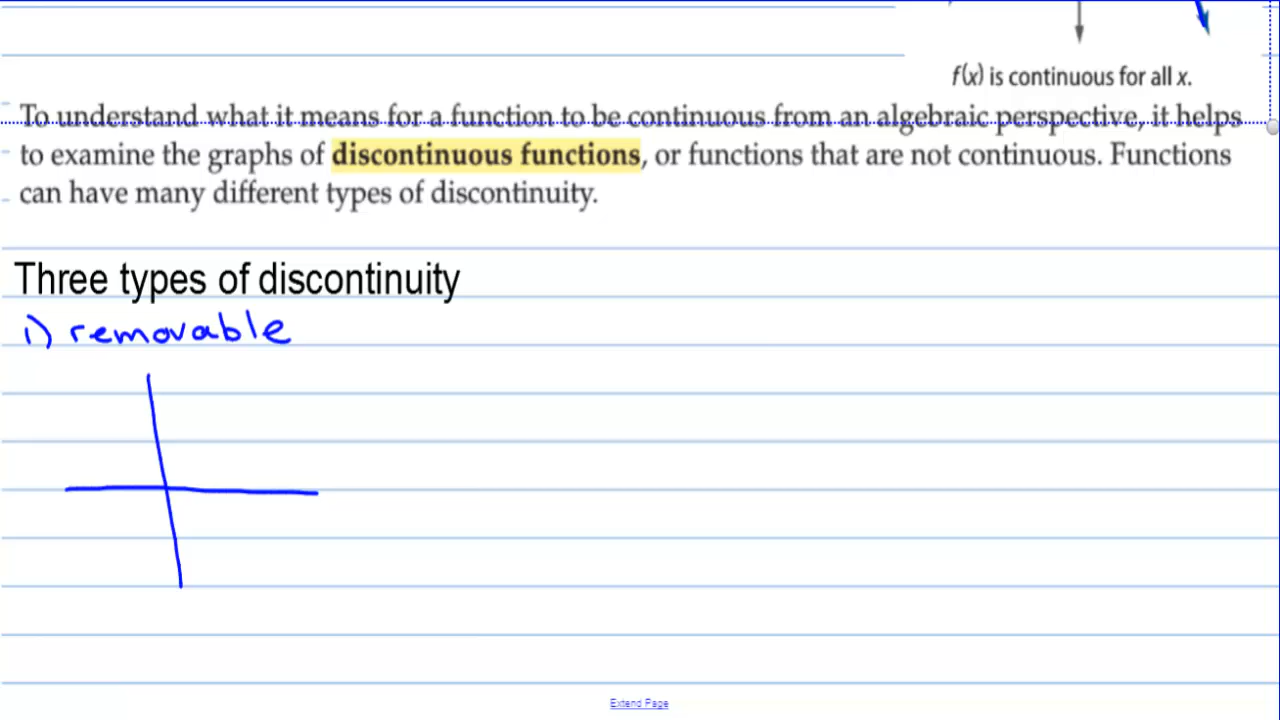 f(x) is continuous for all x.
To understand what it means for a function to be continuous from an algebraic perspective, it helps
to examine the graphs of discontinuous functions, or functions that are not continuous. Functions
can have many different types of discontinuity.
Three types of discontinuity
1) removable
Extend Page